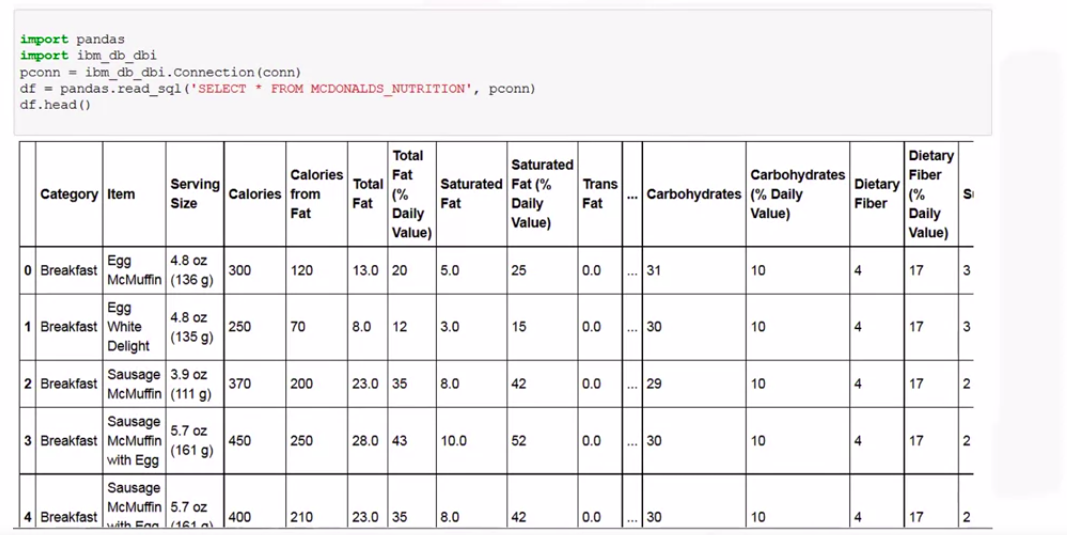 import pandas
import ibm_db_dbi
pconn = ibm_db_dbi.Connection(conn)
df = pandas.read_sql('SELECT * FROM MCDONALDS_NUTRITION', pconn)
df.head()
Category Item Serving Size Calories Calories from Fat Total Fat Total Fat (% Daily Value) Saturated Fat Saturated Fat (% Daily Value) Trans Fat ... Carbohydrates Carbohydrates (% Daily Value) Dietary Fiber Dietary Fiber (% Daily Value)
0 Breakfast Egg McMuffin 4.8 oz (136 g) 300 120 13.0 20 5.0 25 0.0 ... 31 10 4 17 3
1 Breakfast Egg White Delight 4.8 oz (135 g) 250 70 8.0 12 3.0 15 0.0 ... 30 10 4 17 3
2 Breakfast Sausage McMuffin 3.9 oz (111 g) 370 200 23.0 35 8.0 42 0.0 ... 29 10 4 17 2
3 Breakfast Sausage McMuffin with Egg 5.7 oz (161 g) 450 250 28.0 43 10.0 52 0.0 ... 30 10 4 17 2
4 Breakfast Sausage McMuffin with Egg 5.7 oz (161 g) 400 210 23.0 35 8.0 42 0.0 ... 30 10 4 17 2